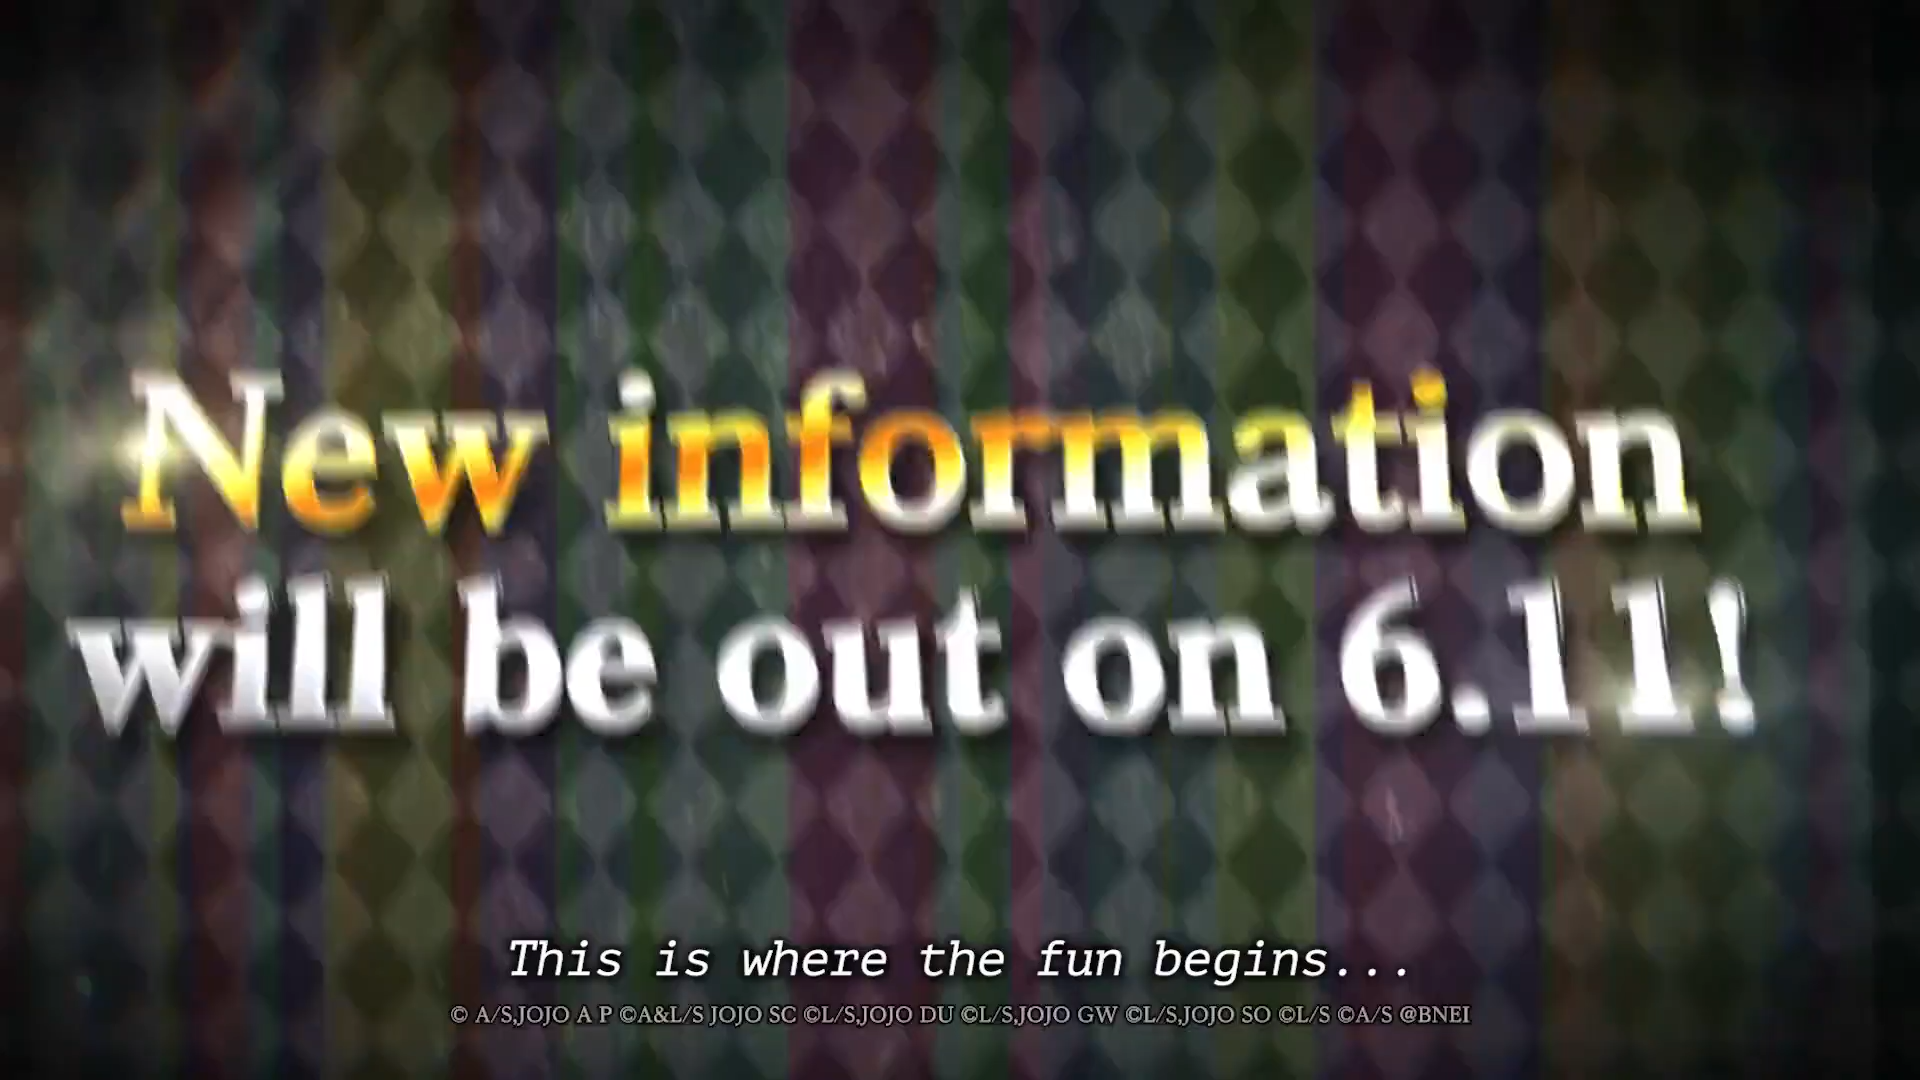 New information
will be out on 6.11!
This is where the fun begins...
© A/S,JOJO A P ©A&L/S JOJO SC ©L/S,JOJO DU ©L/S,JOJO GW ©L/S,JOJO SO ©L/S ©A/S @BNEI